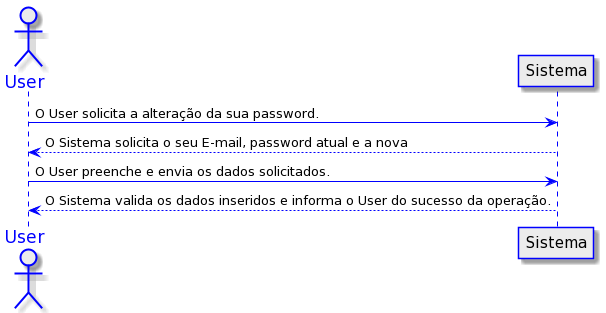 User
Sistema
O User solicita a alteração da sua password.
O Sistema solicita o seu E-mail, password atual e a nova
O User preenche e envia os dados solicitados.
O Sistema valida os dados inseridos e informa o User do sucesso da operação.
User
Sistema